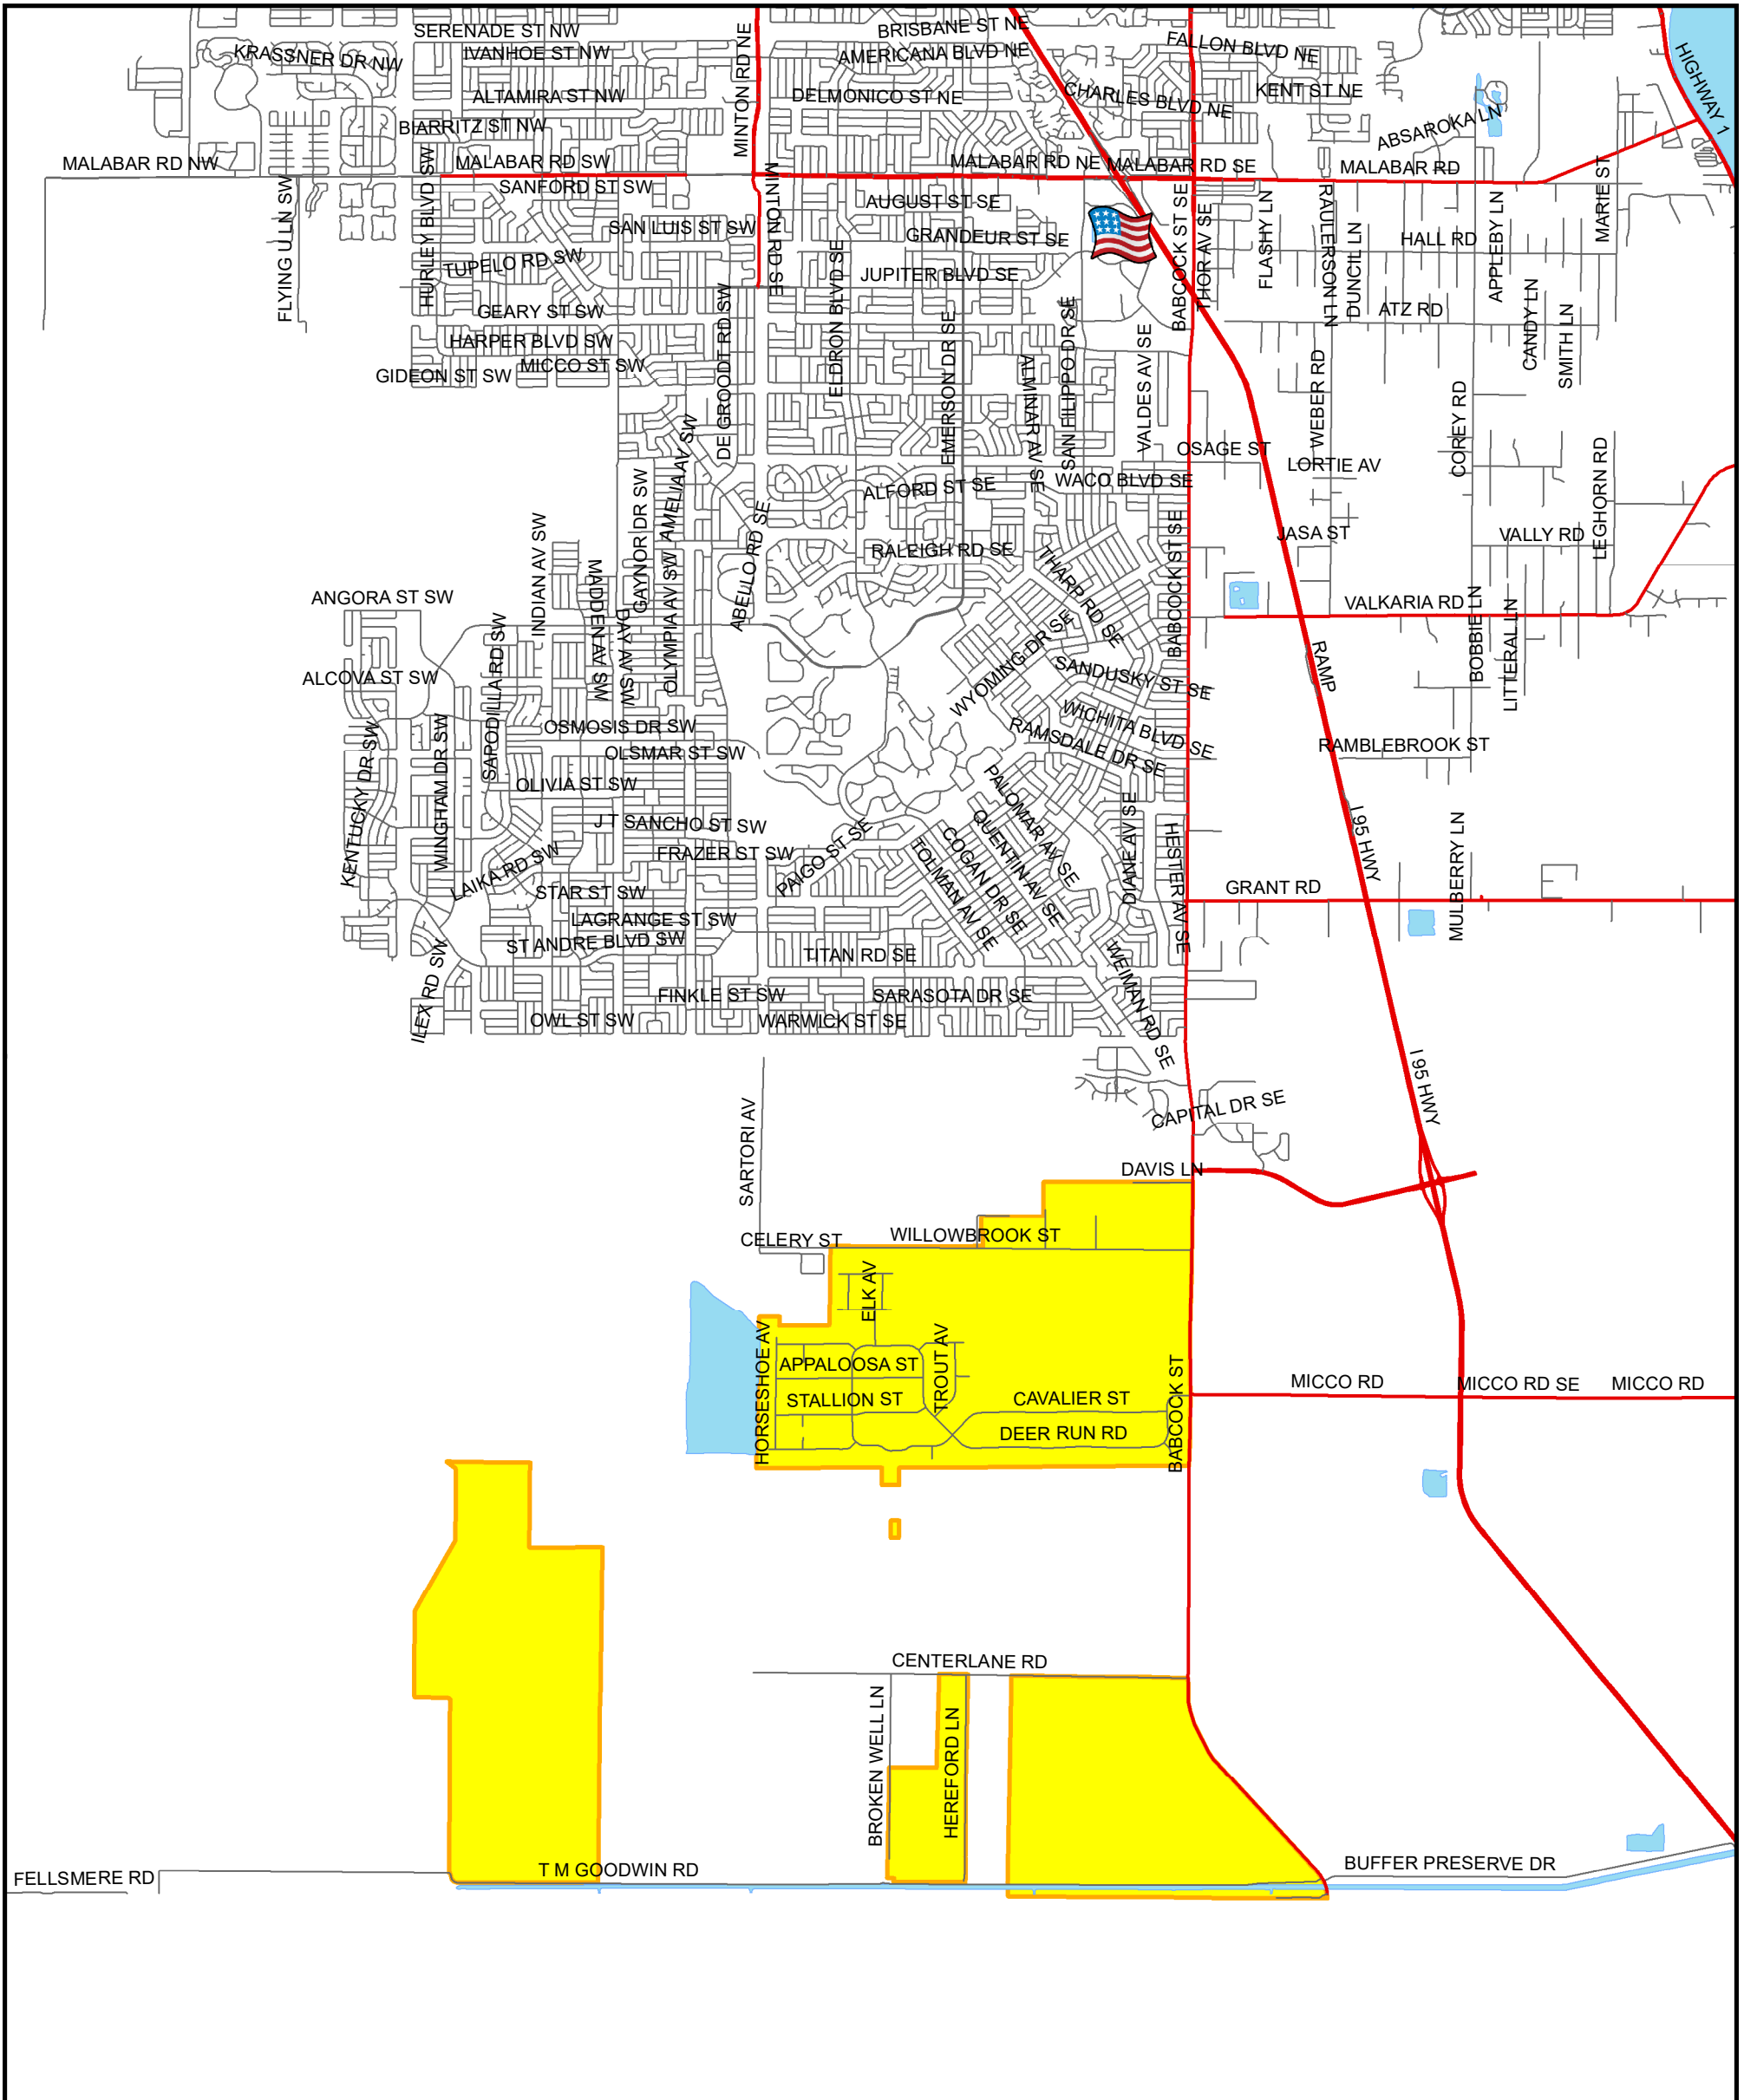 SERENADE ST NW
BRISBANE ST NE
KRASSNER DR NW
IVANHOE ST NW
MINTON RD NE
AMERICANA BLVD NE
FALLON BLVD NE
HIGHWAY 1
ALTAMIRA ST NW
DELMONICO ST NE
CHARLES BLVD NE
KENT ST NE
ABSAROKA LN
BIARRITZ ST NW
MALABAR RD NW
MALABAR RD SW
MALABAR RD NE
MALABAR RD SE
MALABAR RD
SANFORD ST SW
AUGUST ST SE
FLYING U LN SW
HURLEY BLVD SW
SAN LUIS ST SW
MINTON RD SE
GRANDEUR ST SE
BABCOCK ST SE
THOR AV SE
FLASHY LN
RAULERSON LN
DUNCIL LN
HALL RD
APPLEBY LN
MARIE ST
TUPELO RD SW
JUPITER BLVD SE
ELDRON BLVD SE
GEARY ST SW
HARPER BLVD SW
MICCO ST SW
GIDEON ST SW
DE GROODT RD SW
EMERSON DR SE
ALMINAR AV SE
SAN FILIPPO DR SE
VALDES AV SE
ATZ RD
CANDY LN
SMITH LN
WEBER RD
COREY RD
OSAGE ST
LORTIE AV
LEGHORN RD
AMELIA AV SW
GAYNOR DR SW
ALFORD ST SE
WACO BLVD SE
ABELLO RD SE
RALEIGH RD SE
THARP RD SE
BABCOCK ST SE
JASA ST
VALLY RD
INDIAN AV SW
MADDEN AV SW
DAY AV SW
OLYMPIA AV SW
ANGORA ST SW
VALKARIA RD
BOBBIE LN
LITTERAL LN
SAPODILLA RD SW
ALCOVA ST SW
WYOMING DR SE
SANDUSKY ST SE
RAMP
KENTUCKY DR SW
WINGHAM DR SW
OSMOSIS DR SW
OLSMAR ST SW
WICHITA BLVD SE
RAMSDALE DR SE
RAMBLEBROOK ST
OLIVIA ST SW
PALOMAR AV SE
J T SANCHO ST SW
QUENTIN AV SE
DIANE AV SE
HESTER AV SE
I 95 HWY
MULBERRY LN
FRAZER ST SW
PAIGO ST SE
COGAN DR SE
TOLMAN AV SE
LAIKA RD SW
STAR ST SW
GRANT RD
LAGRANGE ST SW
ST ANDRE BLVD SW
TITAN RD SE
WEIMAN RD SE
ILEX RD SW
FINKLE ST SW
SARASOTA DR SE
OWL ST SW
WARWICK ST SE
I 95 HWY
SARTORI AV
CAPITAL DR SE
DAVIS LN
CELERY ST
WILLOWBROOK ST
ELK AV
HORSESHOE AV
APPALOOSA ST
TROUT AV
STALLION ST
CAVALIER ST
DEER RUN RD
BABCOCK ST
MICCO RD
MICCO RD SE
MICCO RD
CENTERLANE RD
BROKEN WELL LN
HEREFORD LN
FELLSMERE RD
T M GOODWIN RD
BUFFER PRESERVE DR